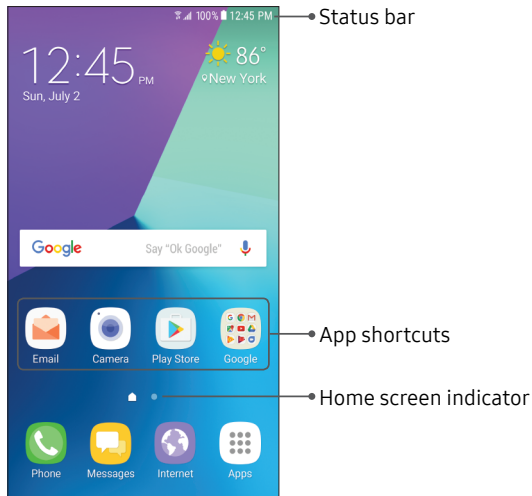 100% 12:45 PM
Status bar
12:45 PM
86°
Sun, July 2
New York
Google
Say "Ok Google"
App shortcuts
Email
Camera
Play Store
Google
Home screen indicator
Phone
Messages
Internet
Apps